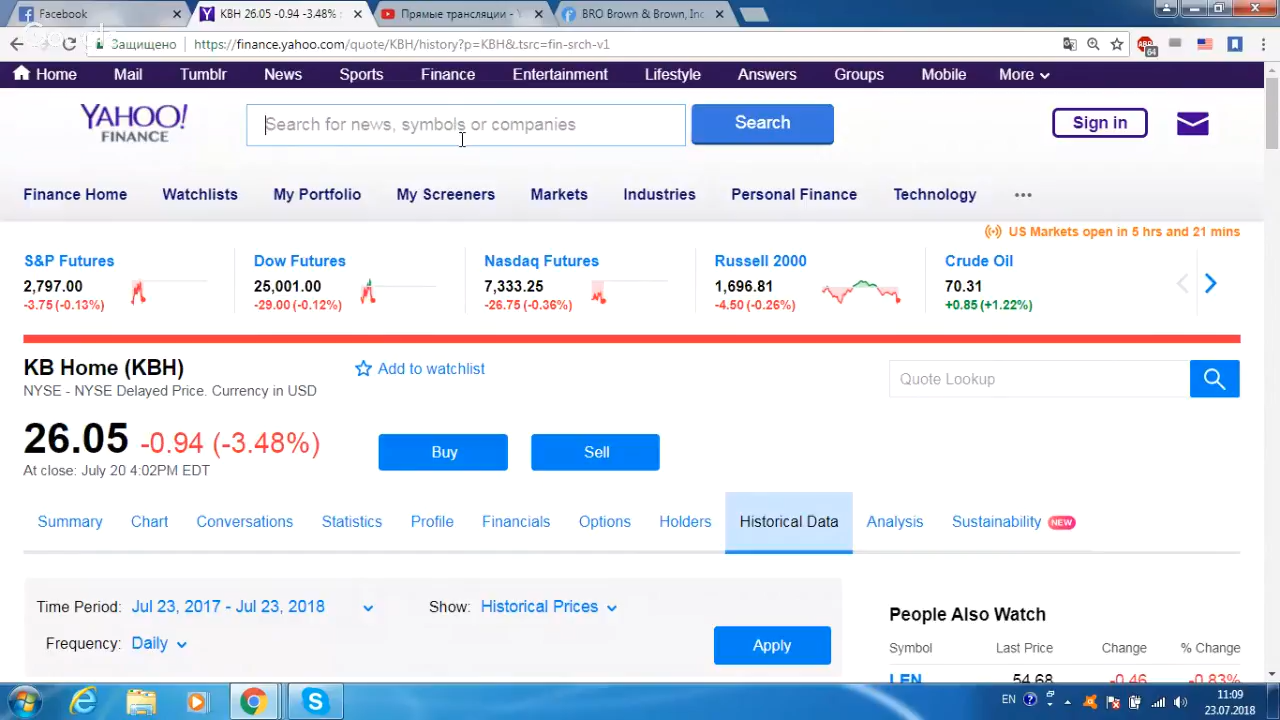 Facebook
KBH 26.05 -0.94 -3.48%
Прямые трансляции - Y
BRO Brown & Brown, Inc
Защищено
https://finance.yahoo.com/quote/KBH/history?p=KBH&.tsrc=fin-srch-v1
64
Home Mail Tumblr News Sports Finance Entertainment Lifestyle Answers Groups Mobile More
YAHOO!
FINANCE
Search for news, symbols or companies
Search
Sign in
Finance Home Watchlists My Portfolio My Screeners Markets Industries Personal Finance Technology
US Markets open in 5 hrs and 21 mins
S&P Futures
2,797.00
-3.75 (-0.13%)
Dow Futures
25,001.00
-29.00 (-0.12%)
Nasdaq Futures
7,333.25
-26.75 (-0.36%)
Russell 2000
1,696.81
-4.50 (-0.26%)
Crude Oil
70.31
+0.85 (+1.22%)
KB Home (KBH)
Add to watchlist
NYSE - NYSE Delayed Price. Currency in USD
Quote Lookup
26.05 -0.94 (-3.48%)
At close: July 20 4:02PM EDT
Buy
Sell
Summary Chart Conversations Statistics Profile Financials Options Holders Historical Data Analysis Sustainability NEW
Time Period: Jul 23, 2017 - Jul 23, 2018
Show: Historical Prices
Frequency: Daily
Apply
People Also Watch
Symbol Last Price Change % Change
LEN 54.68 -0.46 -0.83%
EN
11:09
23.07.2018